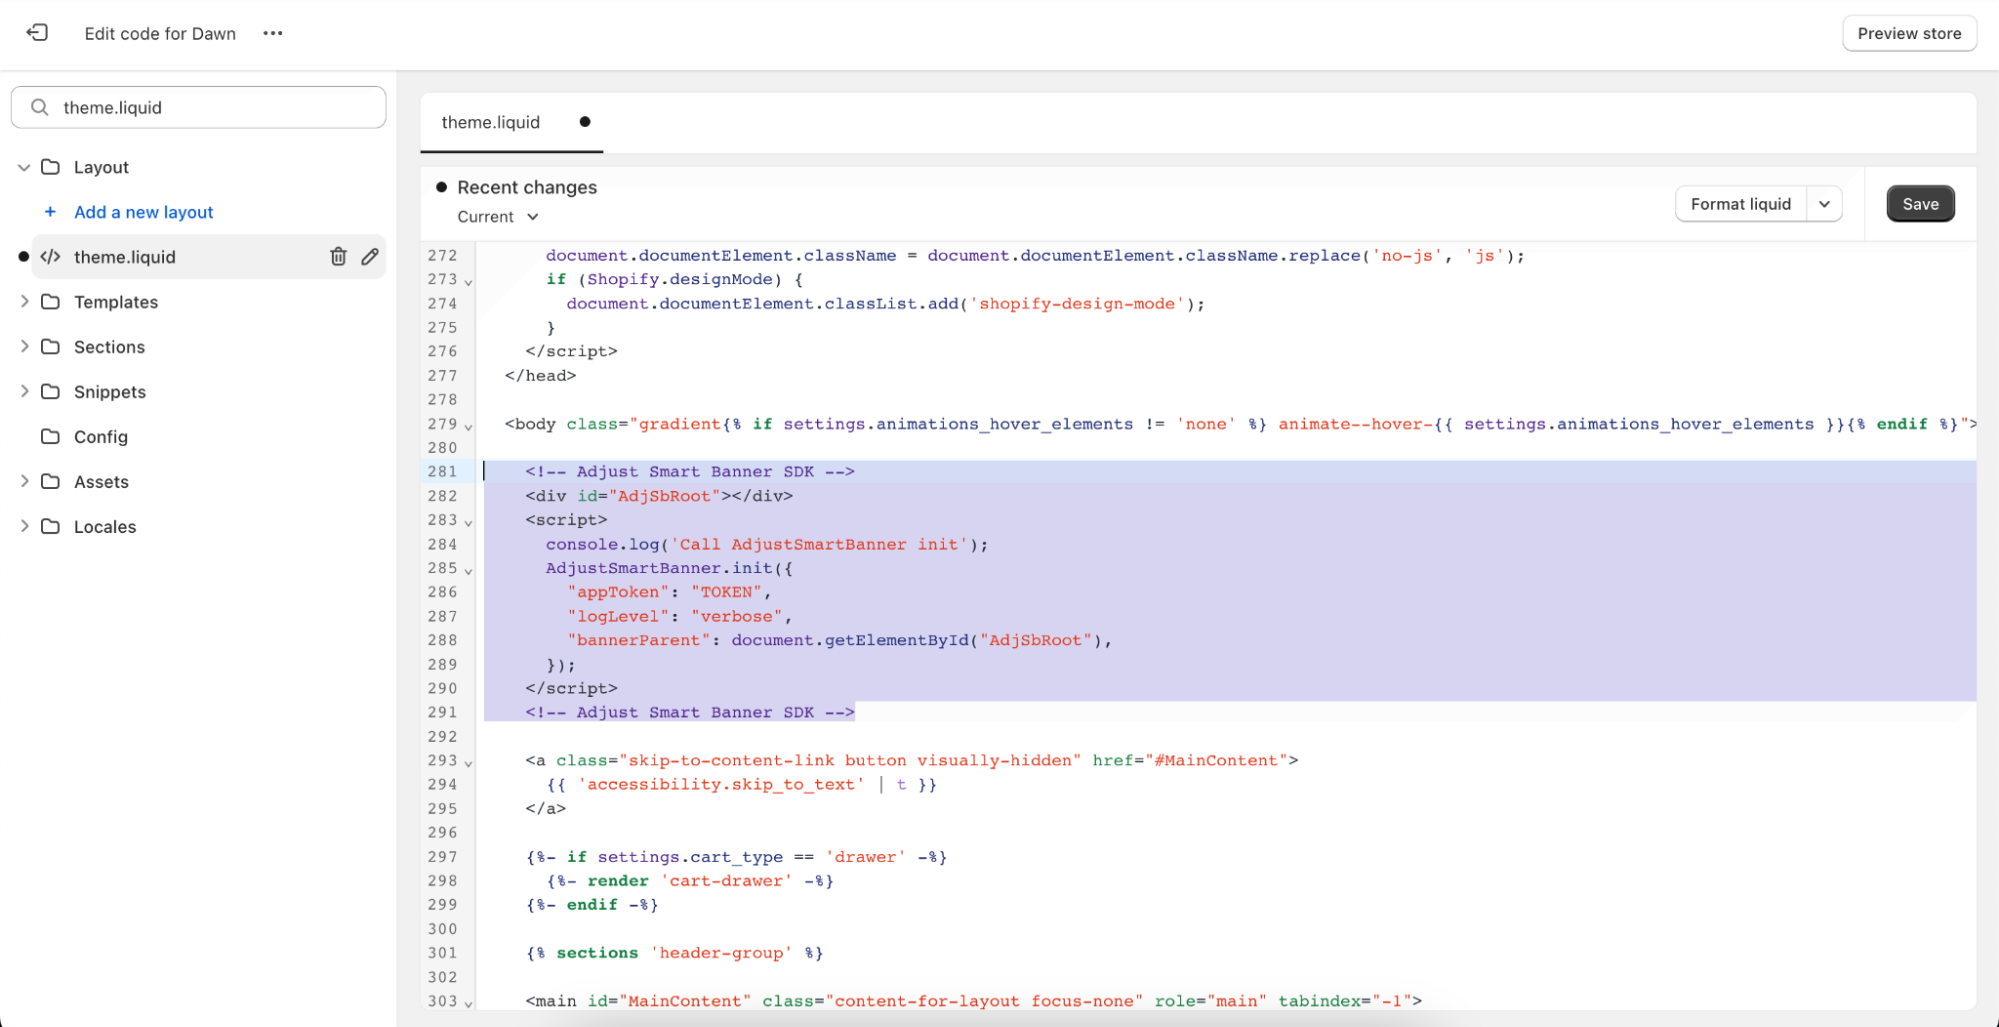 Edit code for Dawn
Preview store
theme.liquid
Layout
+ Add a new layout
</> theme.liquid
Templates
Sections
Snippets
Config
Assets
Locales
theme.liquid
Recent changes
Current
Format liquid
Save
272 document.documentElement.className = document.documentElement.className.replace('no-js', 'js');
273 if (Shopify.designMode) {
274 document.documentElement.classList.add('shopify-design-mode');
275 }
276 </script>
277 </head>
278
279 <body class="gradient{% if settings.animations_hover_elements != 'none' %} animate--hover-{{ settings.animations_hover_elements }}{% endif %}">
280
281 <!-- Adjust Smart Banner SDK -->
282 <div id="AdjSbRoot"></div>
283 <script>
284 console.log('Call AdjustSmartBanner init');
285 AdjustSmartBanner.init({
286 "appToken": "TOKEN",
287 "logLevel": "verbose",
288 "bannerParent": document.getElementById("AdjSbRoot"),
289 });
290 </script>
291 <!-- Adjust Smart Banner SDK -->
292
293 <a class="skip-to-content-link button visually-hidden" href="#MainContent">
294 {{ 'accessibility.skip_to_text' | t }}
295 </a>
296
297 {%- if settings.cart_type == 'drawer' -%}
298 {%- render 'cart-drawer' -%}
299 {%- endif -%}
300
301 {% sections 'header-group' %}
302
303 <main id="MainContent" class="content-for-layout focus-none" role="main" tabindex="-1">